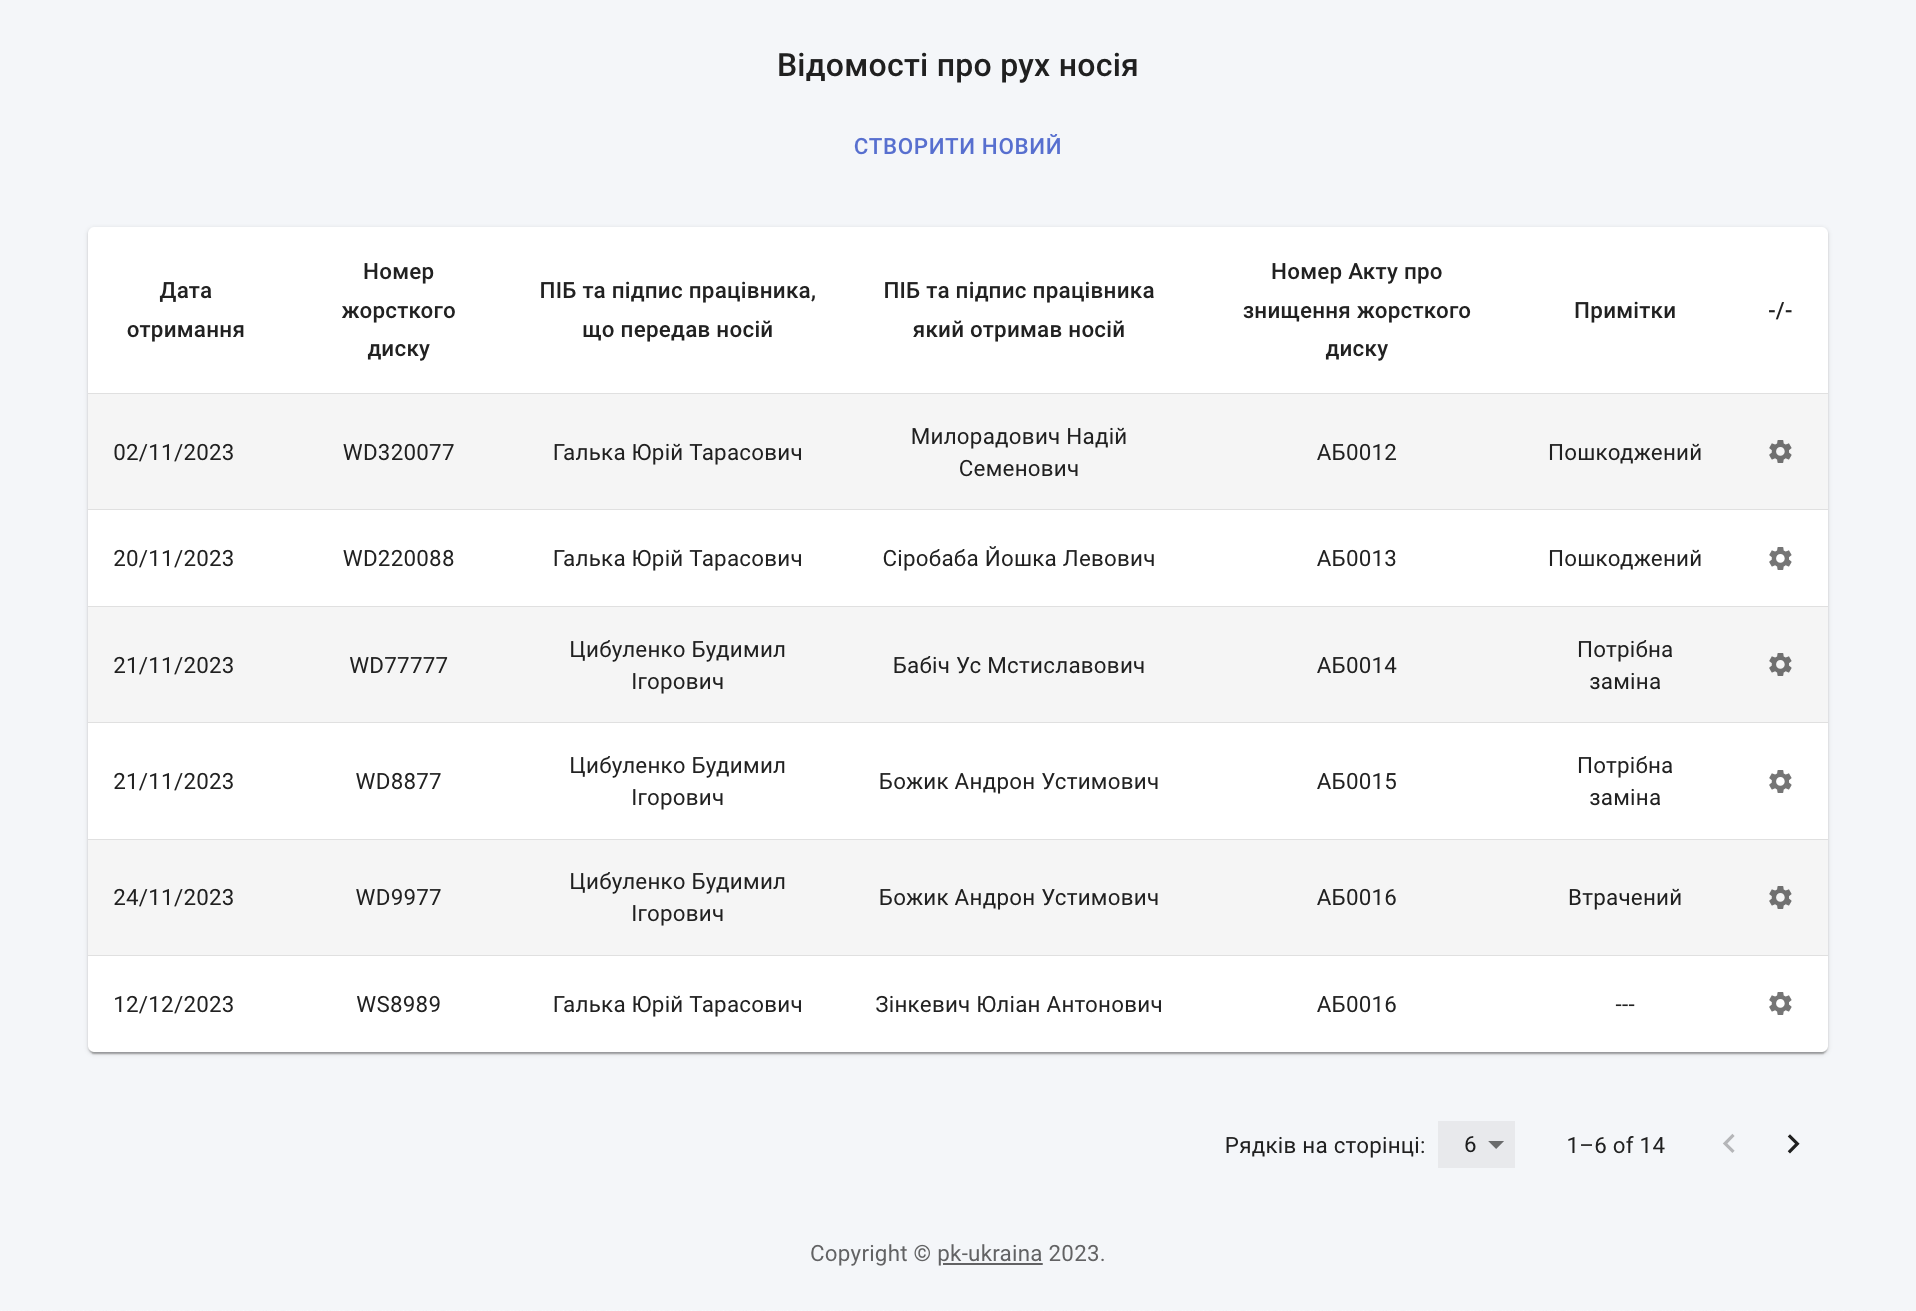 Відомості про рух носія
СТВОРИТИ НОВИЙ
Дата
отримання
Номер
жорсткого
диску
ПІБ та підпис працівника,
що передав носій
ПІБ та підпис працівника
який отримав носій
Номер Акту про
знищення жорсткого
диску
Примітки
-/-
02/11/2023
WD320077
Галька Юрій Тарасович
Милорадович Надій
Семенович
АБ0012
Пошкоджений
20/11/2023
WD220088
Галька Юрій Тарасович
Сіробаба Йошка Левович
АБ0013
Пошкоджений
21/11/2023
WD77777
Цибуленко Будимил
Ігорович
Бабіч Ус Мстиславович
АБ0014
Потрібна
заміна
21/11/2023
WD8877
Цибуленко Будимил
Ігорович
Божик Андрон Устимович
АБ0015
Потрібна
заміна
24/11/2023
WD9977
Цибуленко Будимил
Ігорович
Божик Андрон Устимович
АБ0016
Втрачений
12/12/2023
WS8989
Галька Юрій Тарасович
Зінкевич Юліан Антонович
АБ0016
---
Рядків на сторінці: 6 1–6 of 14
Copyright © pk-ukraina 2023.